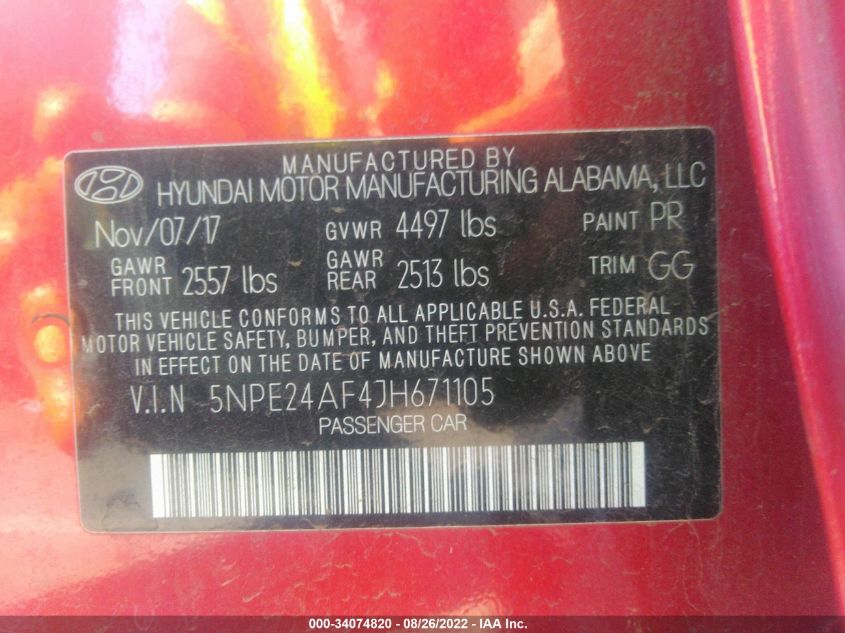 MANUFACTURED BY
HYUNDAI MOTOR MANUFACTURING ALABAMA, LLC
Nov/07/17 GVWR 4497 lbs PAINT PR
GAWR FRONT 2557 lbs GAWR REAR 2513 lbs TRIM GG
THIS VEHICLE CONFORMS TO ALL APPLICABLE U.S.A. FEDERAL
MOTOR VEHICLE SAFETY, BUMPER, AND THEFT PREVENTION STANDARDS
IN EFFECT ON THE DATE OF MANUFACTURE SHOWN ABOVE
V.I.N 5NPE24AF4JH671105
PASSENGER CAR
000-34074820 - 08/26/2022 - IAA Inc.